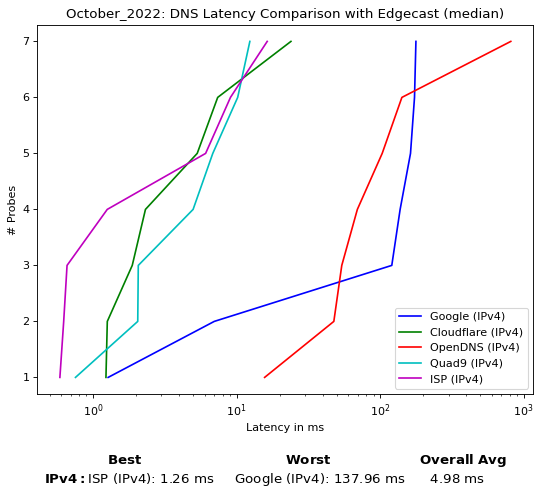 October_2022: DNS Latency Comparison with Edgecast (median)
7
6
5
4
3
2
1
# Probes
10⁰ 10¹ 10² 10³
Latency in ms
Google (IPv4)
Cloudflare (IPv4)
OpenDNS (IPv4)
Quad9 (IPv4)
ISP (IPv4)
Best Worst Overall Avg
IPv4: ISP (IPv4): 1.26 ms Google (IPv4): 137.96 ms 4.98 ms